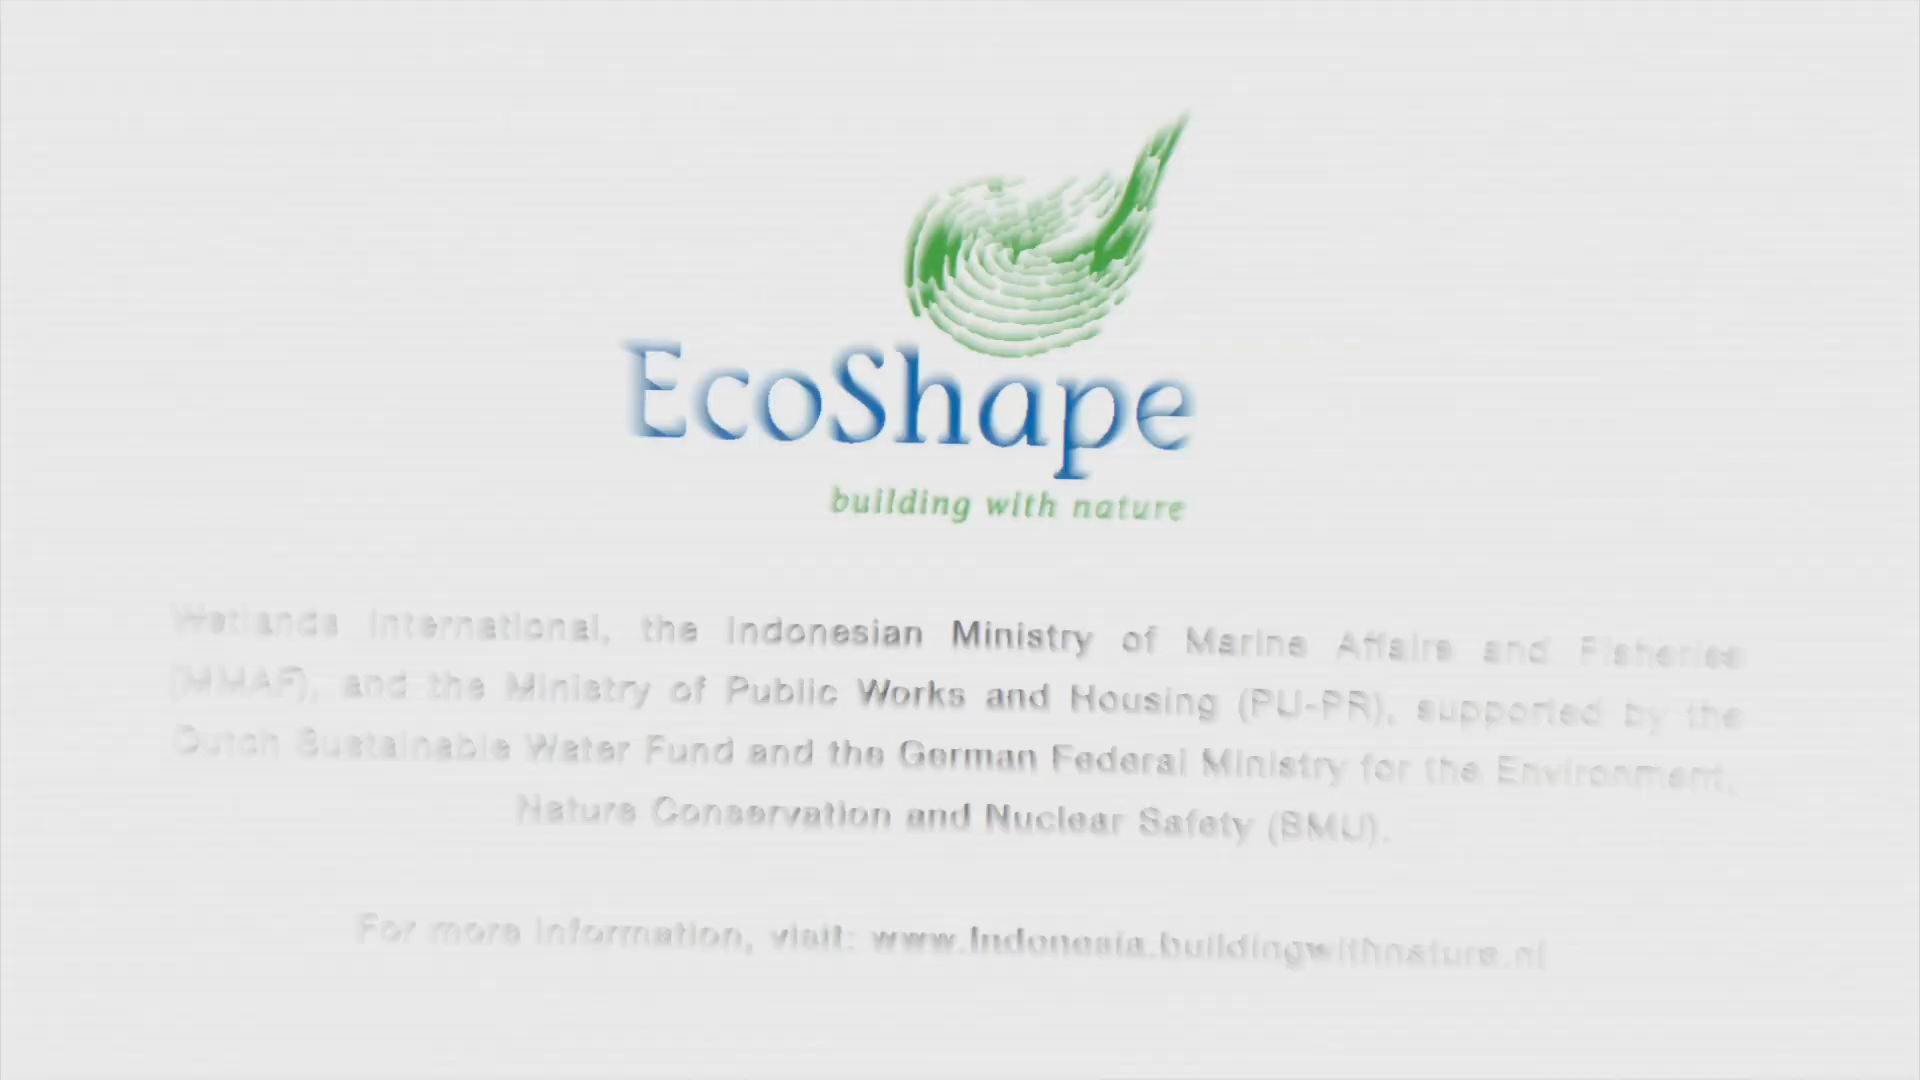 EcoShape
building with nature
Wetlands International, the Indonesian Ministry of Marine Affairs and Fisheries
(MMAF), and the Ministry of Public Works and Housing (PU-PR), supported by the
Dutch Sustainable Water Fund and the German Federal Ministry for the Environment,
Nature Conservation and Nuclear Safety (BMU).
For more information, visit: www.Indonesia.buildingwithnature.nl